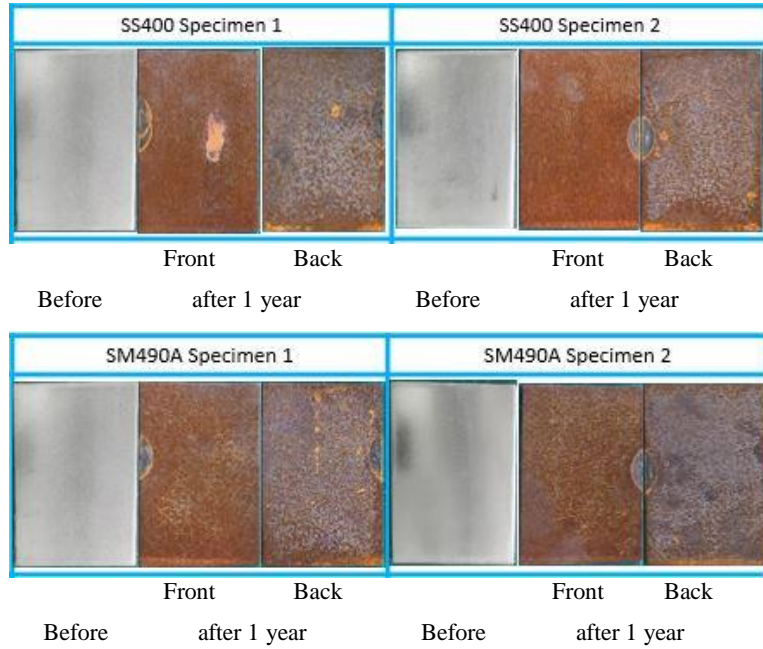 SS400 Specimen 1 SS400 Specimen 2
Front Back Front Back
Before after 1 year Before after 1 year
SM490A Specimen 1 SM490A Specimen 2
Front Back Front Back
Before after 1 year Before after 1 year